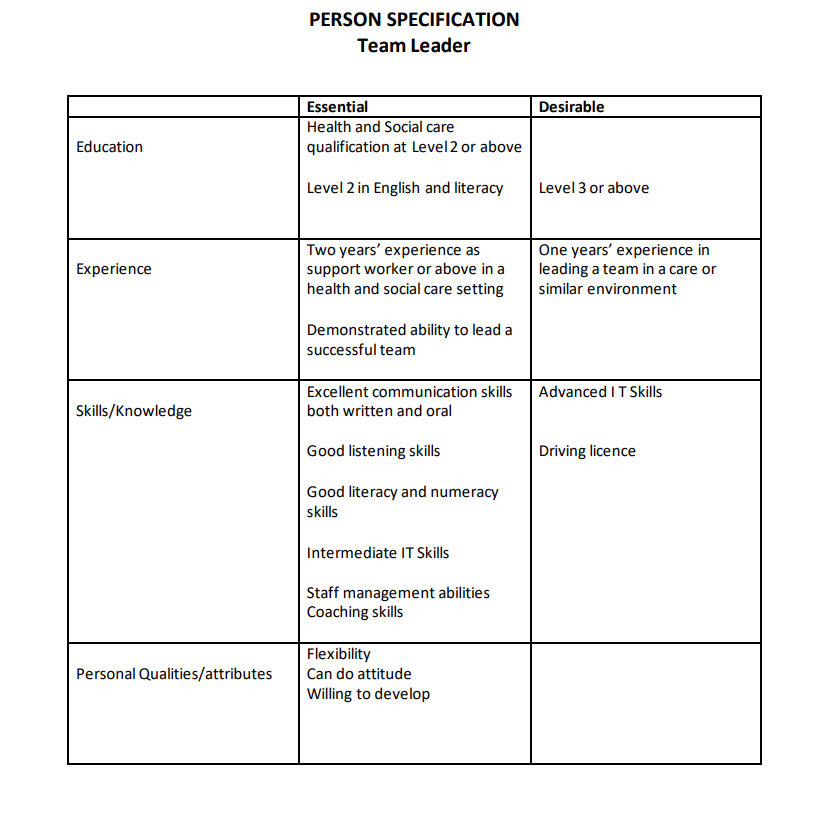 PERSON SPECIFICATION
Team Leader
Essential
Desirable
Education
Health and Social care
qualification at Level 2 or above
Level 2 in English and literacy
Level 3 or above
Experience
Two years’ experience as
support worker or above in a
health and social care setting
Demonstrated ability to lead a
successful team
One years’ experience in
leading a team in a care or
similar environment
Skills/Knowledge
Excellent communication skills
both written and oral
Good listening skills
Good literacy and numeracy
skills
Intermediate IT Skills
Staff management abilities
Coaching skills
Advanced I T Skills
Driving licence
Personal Qualities/attributes
Flexibility
Can do attitude
Willing to develop